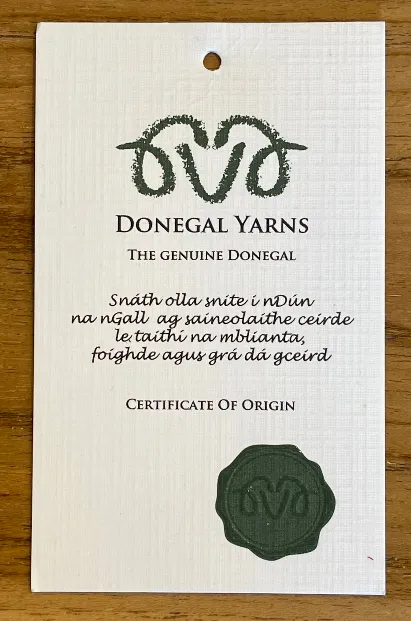 DONEGAL YARNS
THE GENUINE DONEGAL
Snáth olla sníte i nDún
na nGall ag saineolaithe ceirde
le taithí na mblianta,
foighde agus grá dá gceird
CERTIFICATE OF ORIGIN